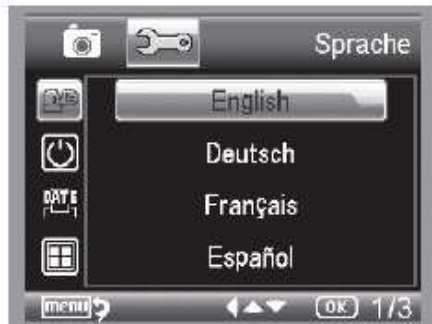 Sprache
English
Deutsch
Français
DATE
Español
menu OK 1/3